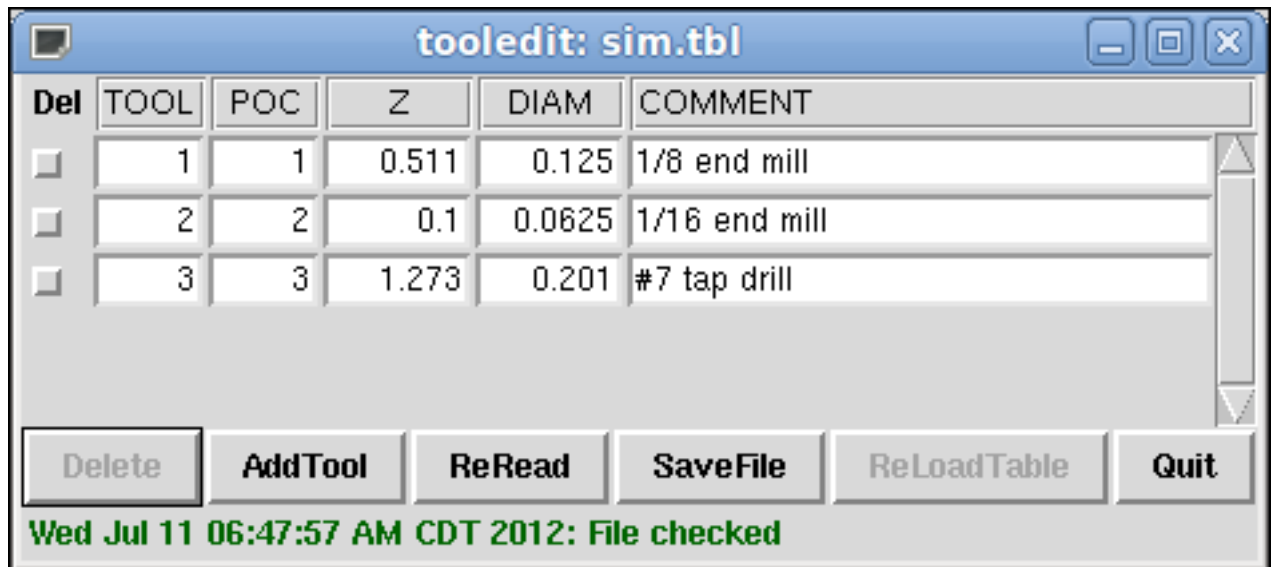 tooledit: sim.tbl
Del TOOL POC Z DIAM COMMENT
1 1 0.511 0.125 1/8 end mill
2 2 0.1 0.0625 1/16 end mill
3 3 1.273 0.201 #7 tap drill
Delete AddTool ReRead SaveFile ReLoadTable Quit
Wed Jul 11 06:47:57 AM CDT 2012: File checked